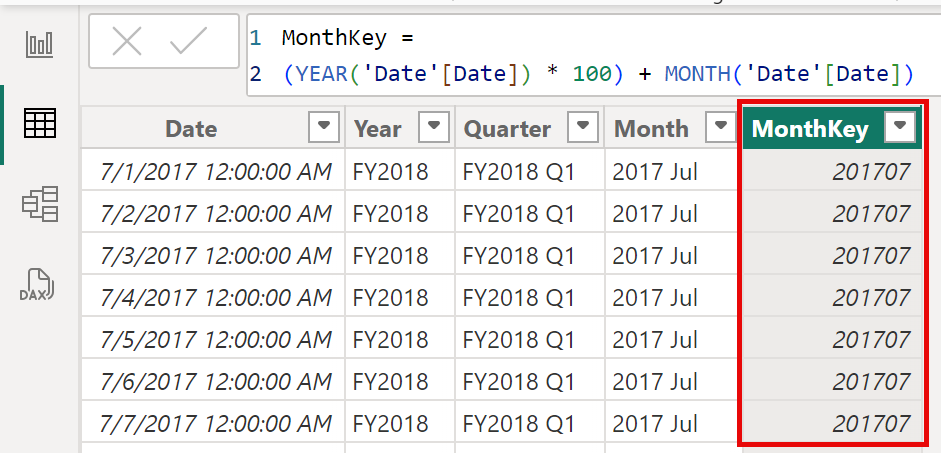 1 MonthKey =
2 (YEAR('Date'[Date]) * 100) + MONTH('Date'[Date])
Date Year Quarter Month MonthKey
7/1/2017 12:00:00 AM FY2018 FY2018 Q1 2017 Jul 201707
7/2/2017 12:00:00 AM FY2018 FY2018 Q1 2017 Jul 201707
7/3/2017 12:00:00 AM FY2018 FY2018 Q1 2017 Jul 201707
7/4/2017 12:00:00 AM FY2018 FY2018 Q1 2017 Jul 201707
DAX
7/5/2017 12:00:00 AM FY2018 FY2018 Q1 2017 Jul 201707
7/6/2017 12:00:00 AM FY2018 FY2018 Q1 2017 Jul 201707
7/7/2017 12:00:00 AM FY2018 FY2018 Q1 2017 Jul 201707